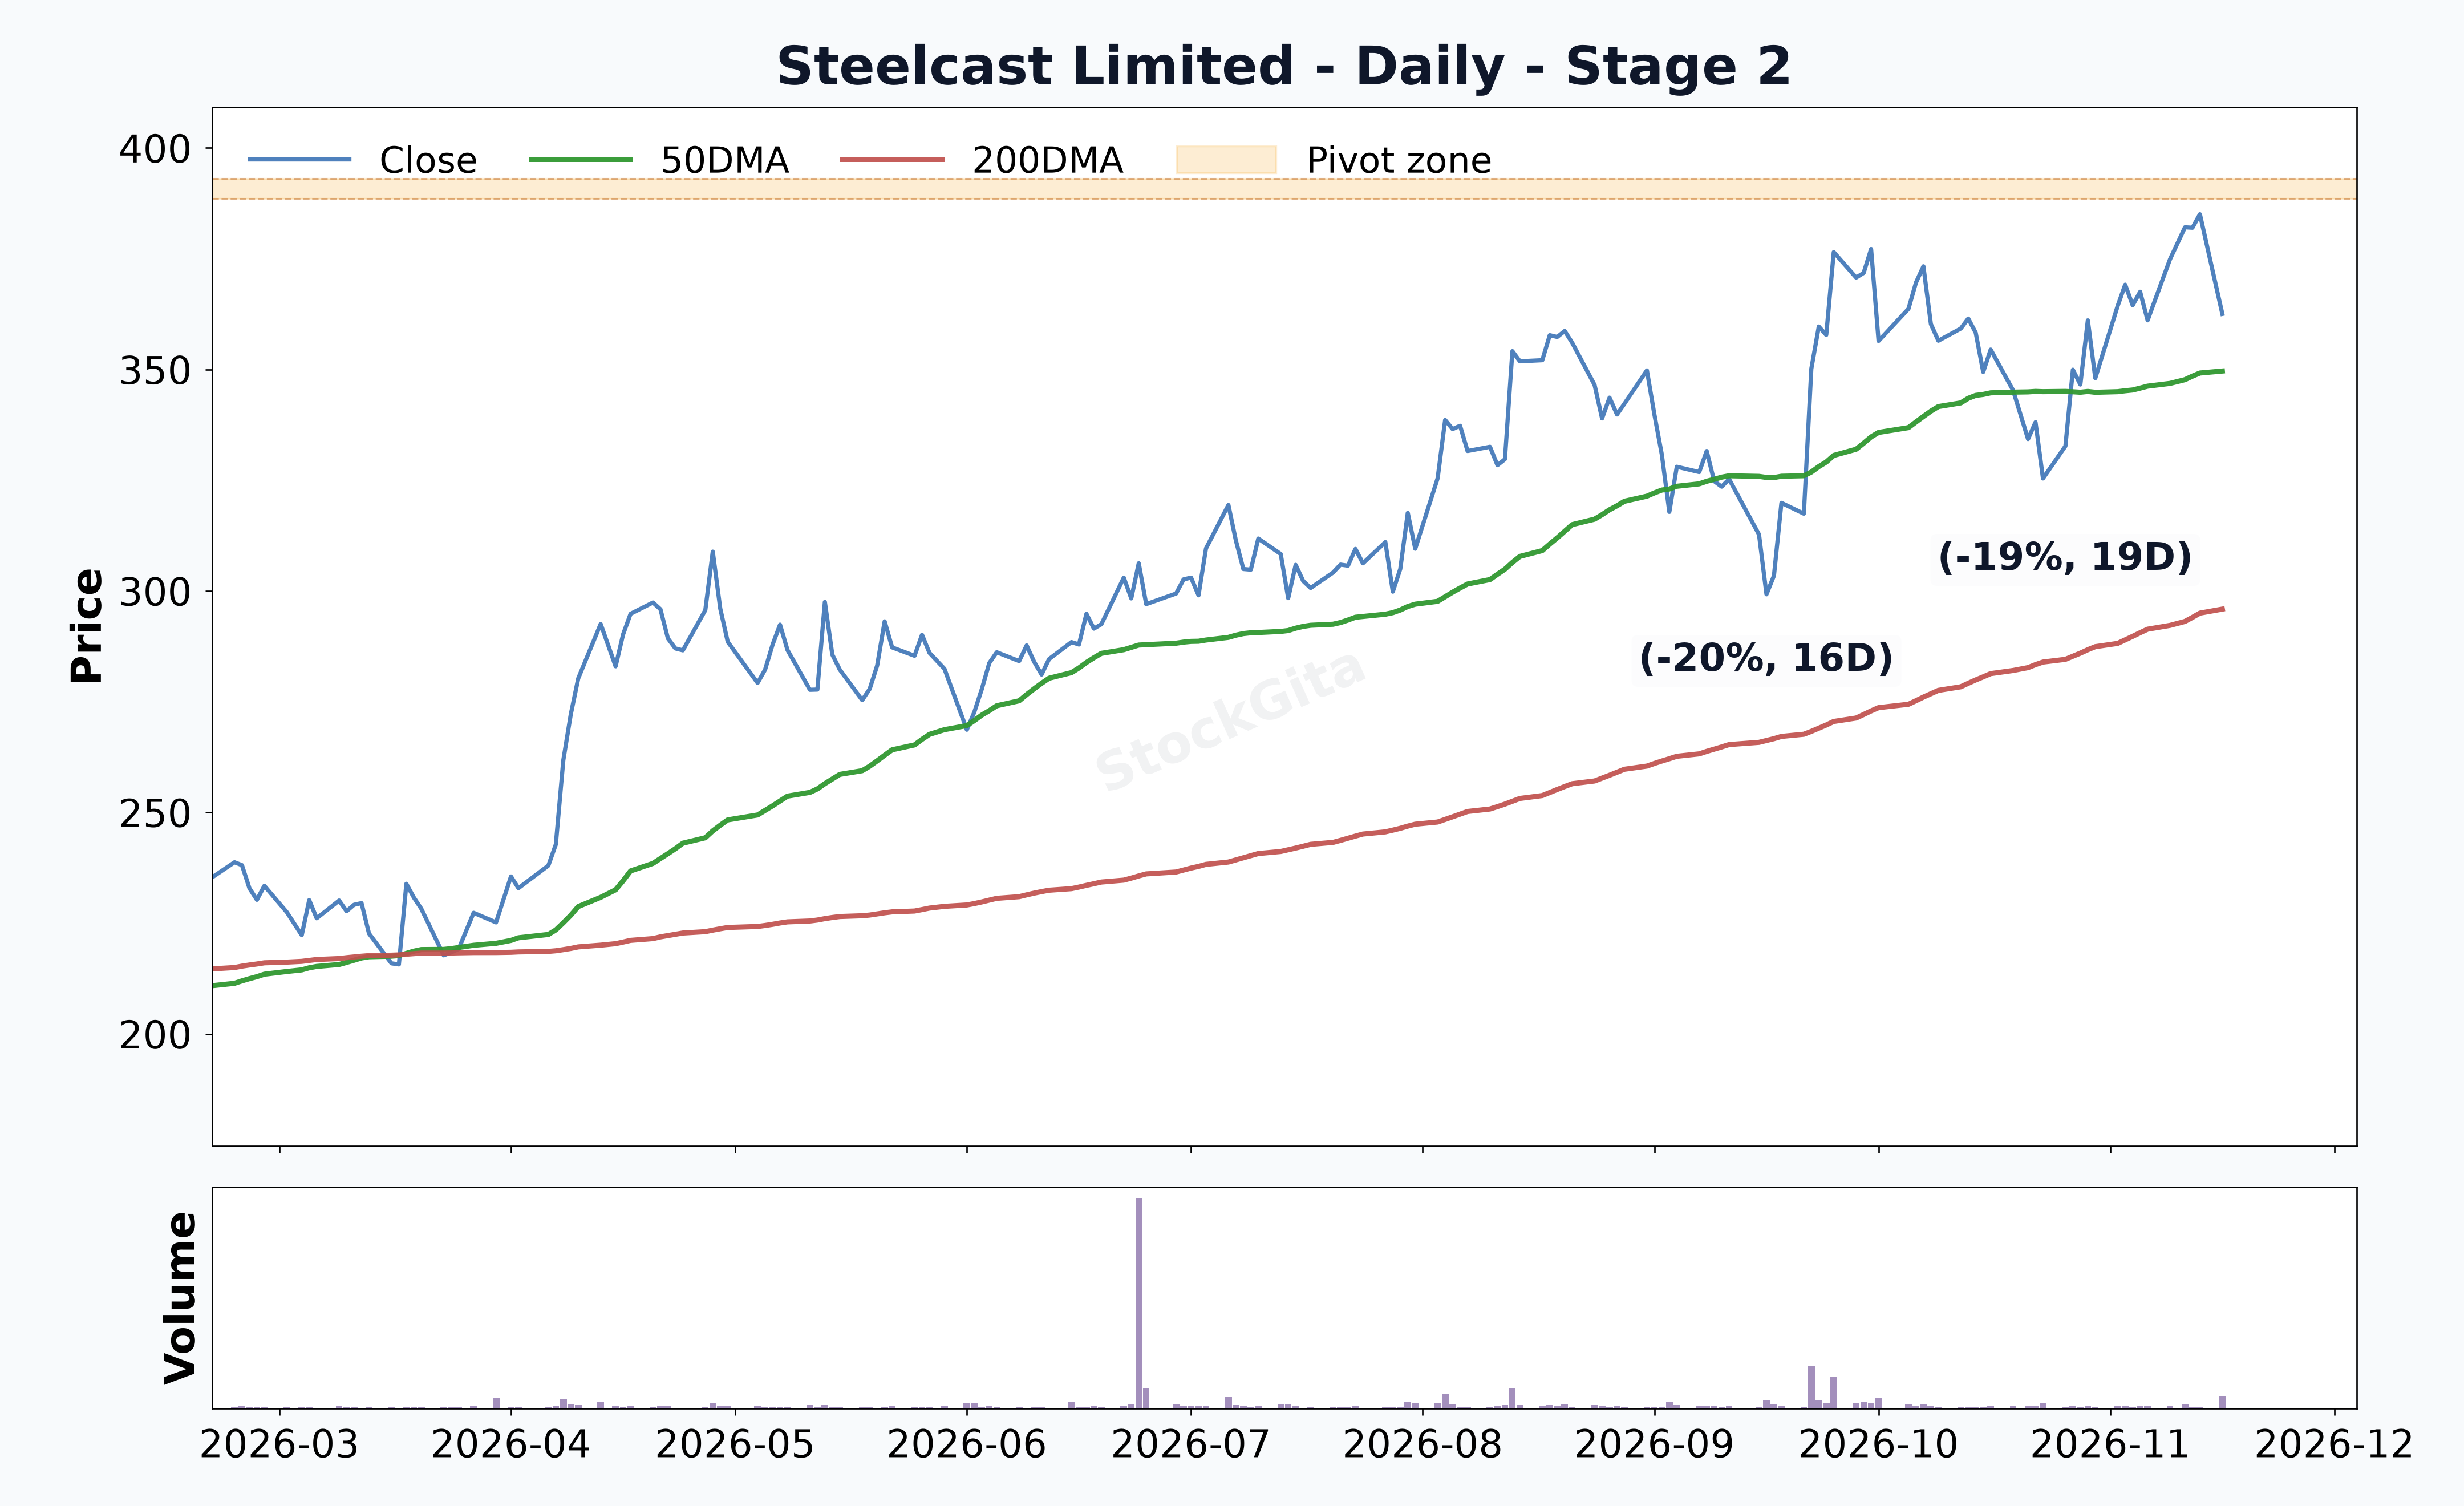 Steelcast Limited - Daily - Stage 2
Close 50DMA 200DMA Pivot zone
Price
400
350
300
250
200
(-19%, 19D)
(-20%, 16D)
StockGita
Volume
2026-03 2026-04 2026-05 2026-06 2026-07 2026-08 2026-09 2026-10 2026-11 2026-12